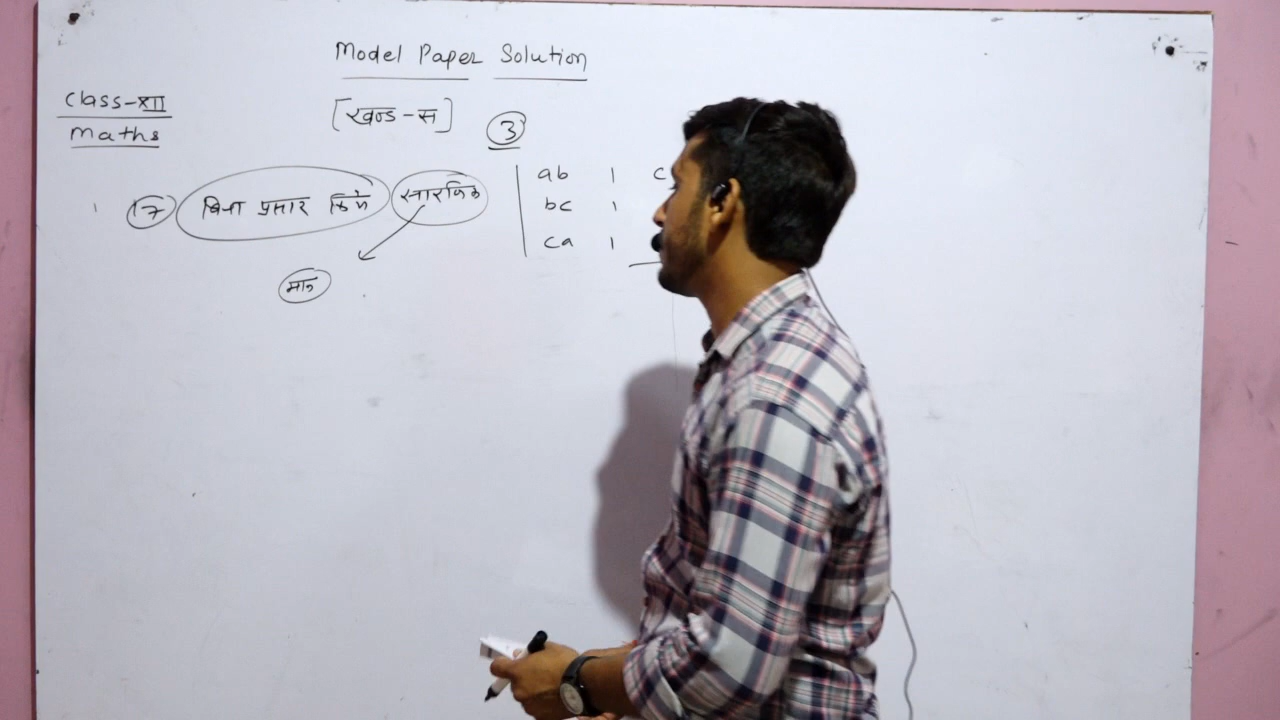 Model Paper Solution
Class-XII
Maths
[खण्ड-स]
3
17 बिना प्रसार किये सारणिक
ab 1 c
bc 1
ca 1
मान